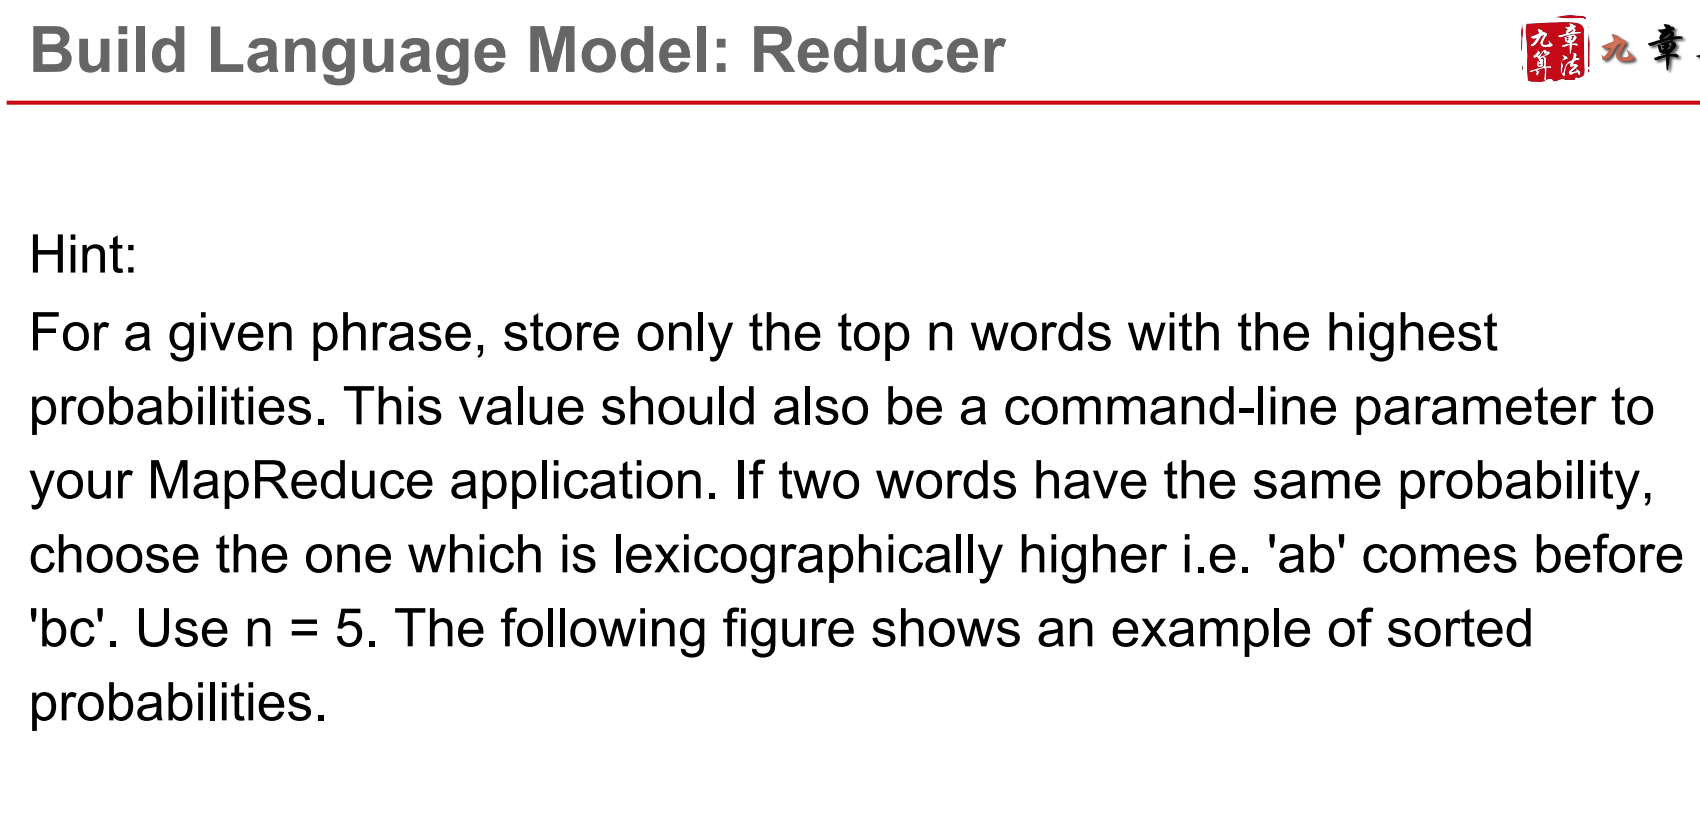 Build Language Model: Reducer
九章
算法
九章
Hint:
For a given phrase, store only the top n words with the highest
probabilities. This value should also be a command-line parameter to
your MapReduce application. If two words have the same probability,
choose the one which is lexicographically higher i.e. 'ab' comes before
'bc'. Use n = 5. The following figure shows an example of sorted
probabilities.